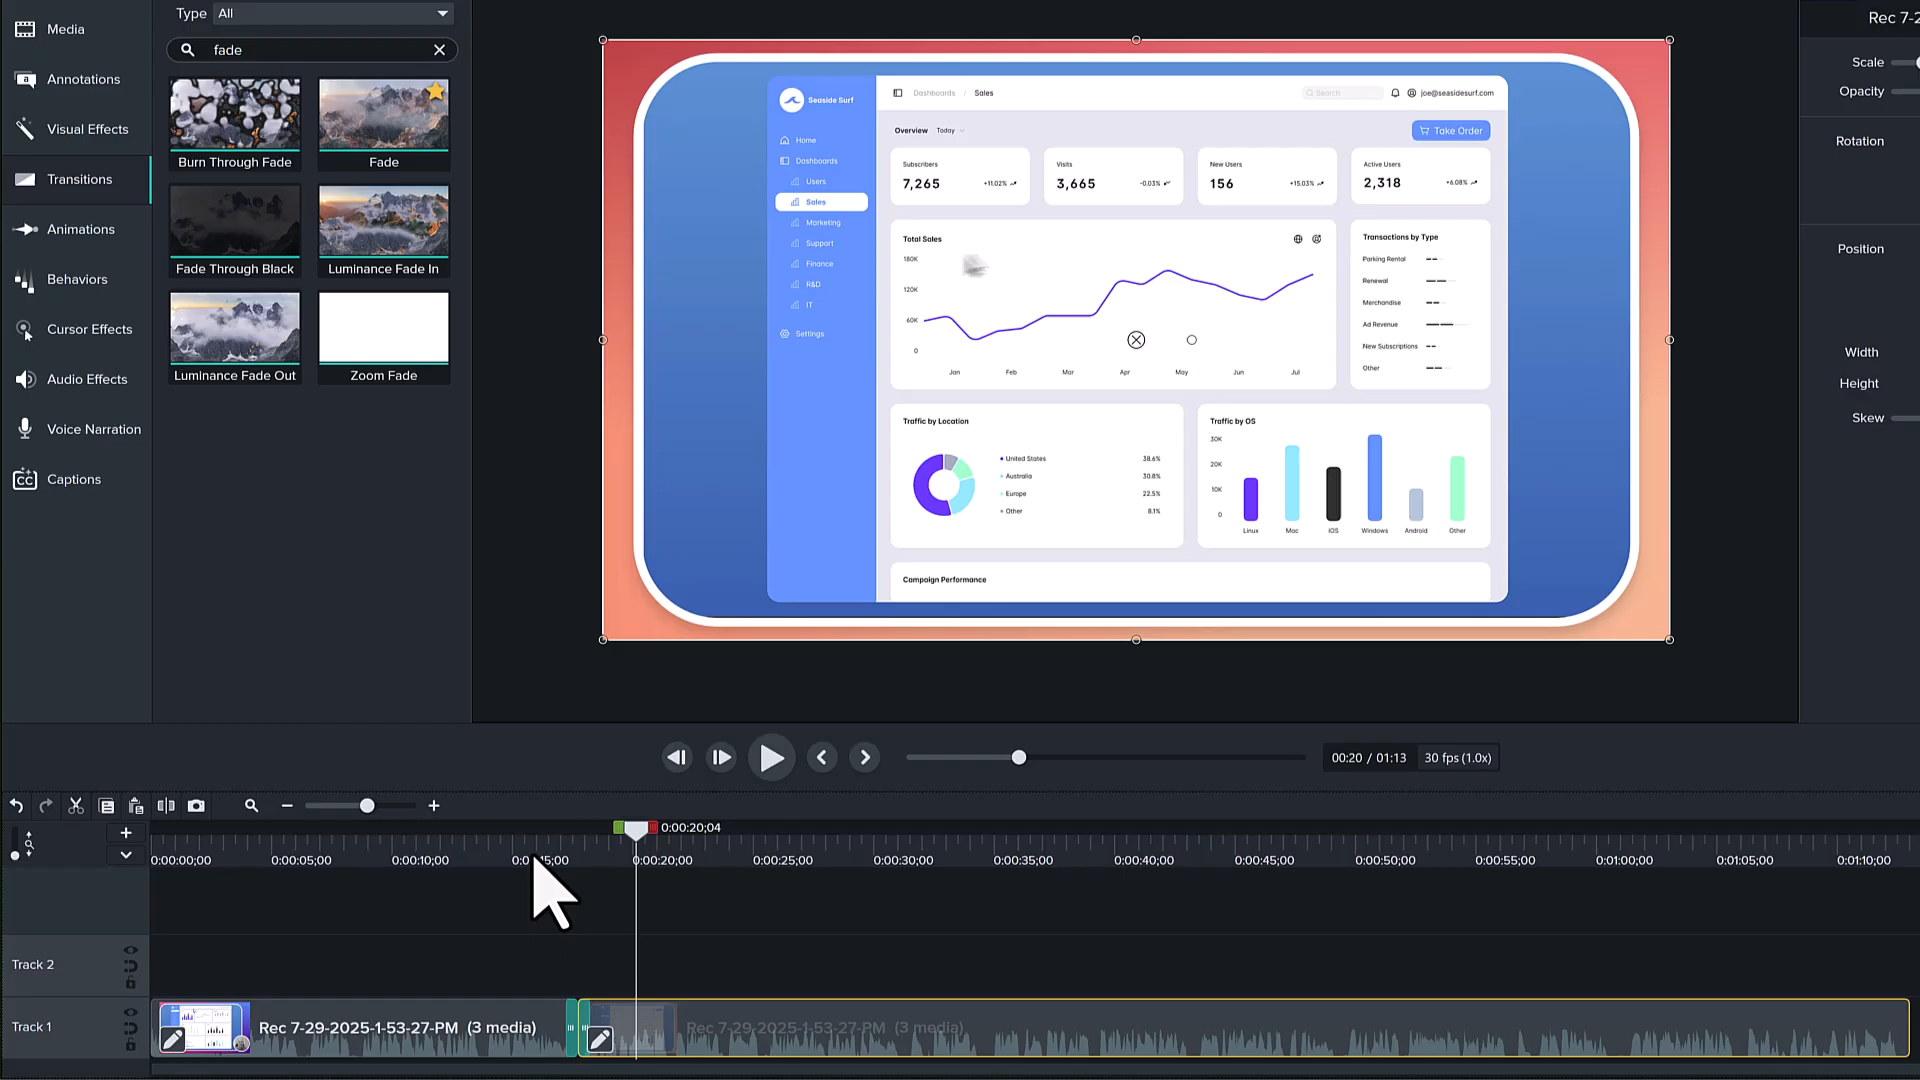 Media
Annotations
Visual Effects
Transitions
Animations
Behaviors
Cursor Effects
Audio Effects
Voice Narration
Captions
Type All
fade
Burn Through Fade
Fade
Fade Through Black
Luminance Fade In
Luminance Fade Out
Zoom Fade
Seaside Surf
Home
Dashboards
Users
Sales
Marketing
Support
Finance
R&D
IT
Settings
Dashboards / Sales
Search
joe@seasidesurf.com
Overview Today
Take Order
Subscribers
7,265 +11.02%
Visits
3,665 -0.03%
New Users
156 +15.03%
Active Users
2,318 +6.08%
Total Sales
180K
120K
60K
0
Jan Feb Mar Apr May Jun Jul
Transactions by Type
Parking Rental
Renewal
Merchandise
Ad Revenue
New Subscriptions
Other
Traffic by Location
United States 38.6%
Australia 30.8%
Europe 22.5%
Other 8.1%
Traffic by OS
30K
20K
10K
0
Linux Mac iOS Windows Android Other
Campaign Performance
Rec 7-2
Scale
Opacity
Rotation
Position
Width
Height
Skew
00:20 / 01:13 30 fps (1.0x)
0:00:20;04
0:00:00;00 0:00:05;00 0:00:10;00 0:00:15;00 0:00:20;00 0:00:25;00 0:00:30;00 0:00:35;00 0:00:40;00 0:00:45;00 0:00:50;00 0:00:55;00 0:01:00;00 0:01:05;00 0:01:10;00
Track 2
Track 1
Rec 7-29-2025-1-53-27-PM (3 media)
Rec 7-29-2025-1-53-27-PM (3 media)